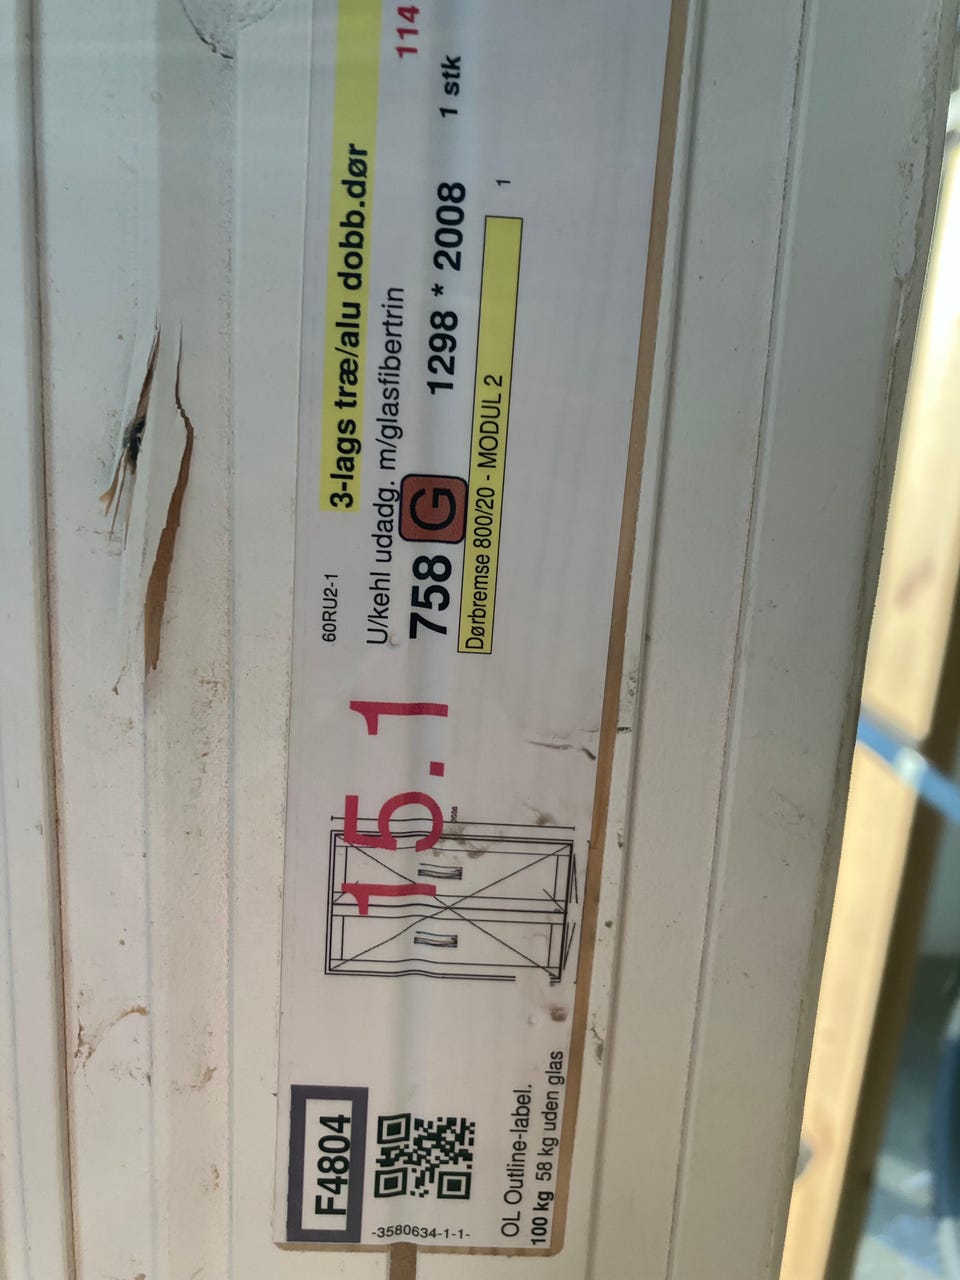 F4804
-3580634-1-1-
OL Outline-label.
100 kg 58 kg uden glas
15.1
60RU2-1
3-lags træ/alu dobb.dør
114
U/kehl udadg. m/glasfibertrin
758 G 1298 * 2008 1 stk
Dørbremse 800/20 - MODUL 2 1